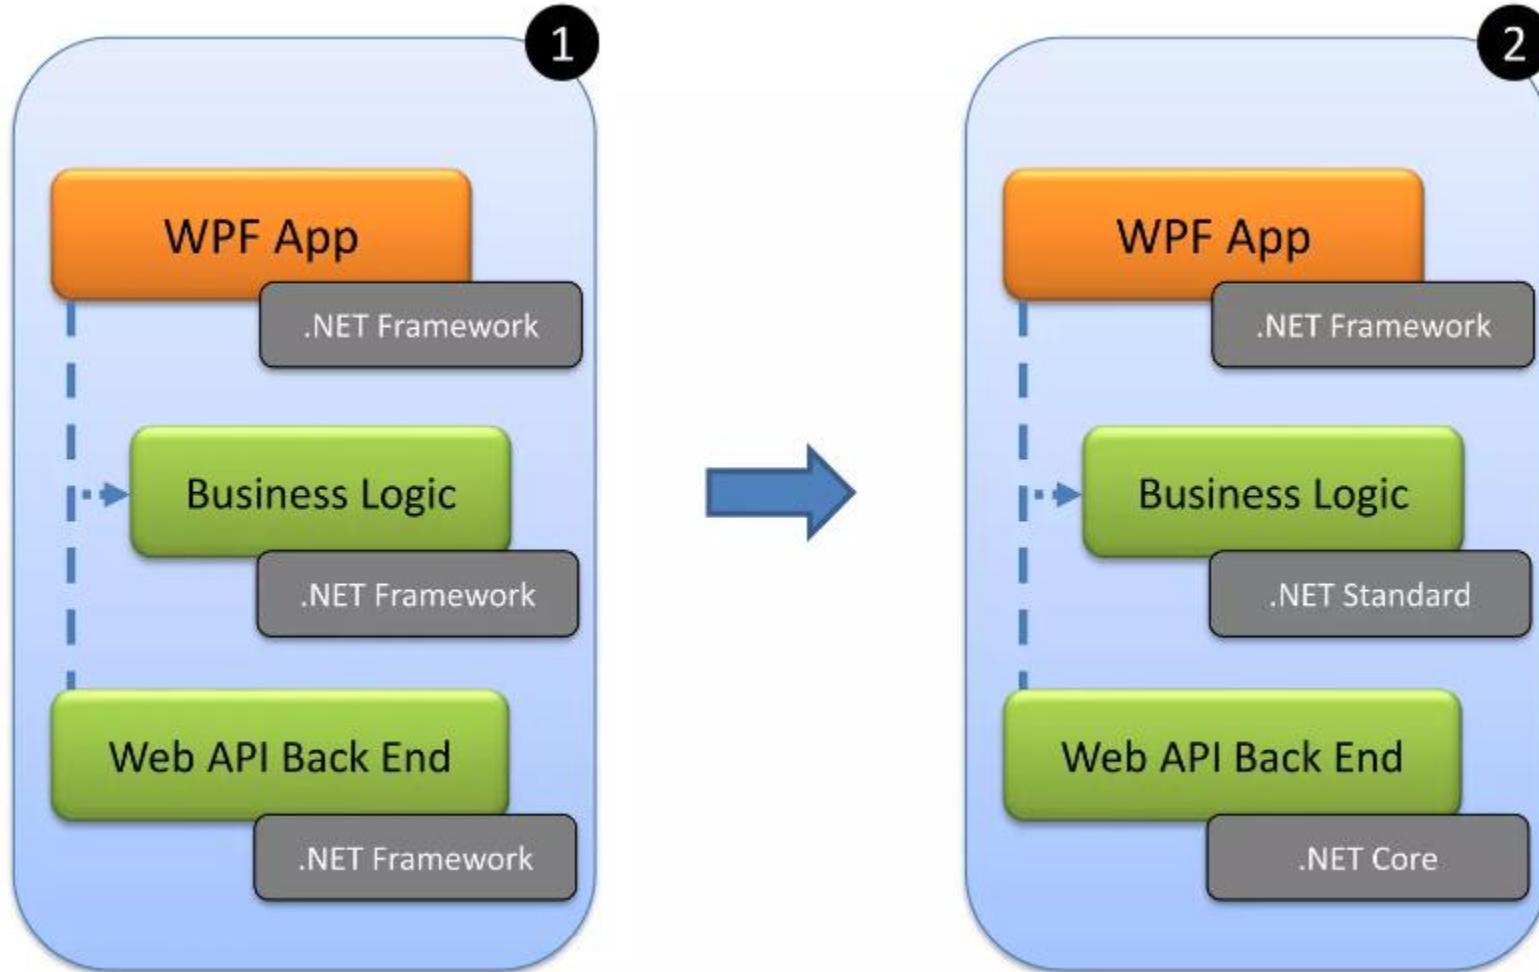 1
WPF App
.NET Framework
Business Logic
.NET Framework
Web API Back End
.NET Framework
2
WPF App
.NET Framework
Business Logic
.NET Standard
Web API Back End
.NET Core